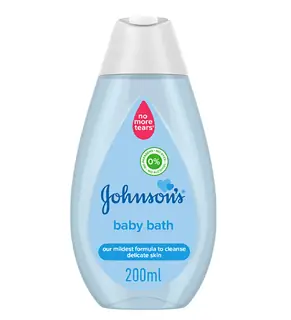 no
more
tears®
0%
Johnson's®
baby bath
our mildest formula to cleanse
delicate skin
200ml